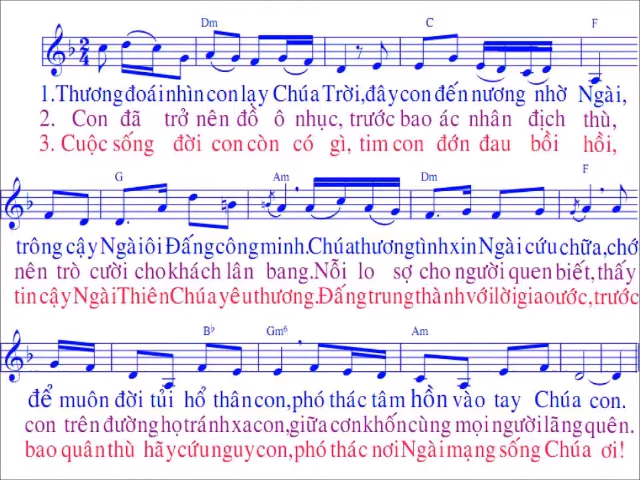 Dm C F
2
4
1.Thương đoái nhìn con lạy Chúa Trời, đây con đến nương nhờ Ngài,
2. Con đã trở nên đồ ô nhục, trước bao ác nhân địch thù,
3. Cuộc sống đời con còn có gì, tim con đớn đau bồi hồi,
G Am Dm F
trông cậy Ngài ôi Đấng công minh. Chúa thương tình xin Ngài cứu chữa, chớ
nên trò cười cho khách lân bang. Nỗi lo sợ cho người quen biết, thấy
tin cậy Ngài Thiên Chúa yêu thương. Đấng trung thành với lời giao ước, trước
Bb Gm6 Am
để muôn đời tủi hổ thân con, phó thác tâm hồn vào tay Chúa con.
con trên đường họ tránh xa con, giữa cơn khốn cùng mọi người lãng quên.
bao quân thù hãy cứu nguy con, phó thác nơi Ngài mạng sống Chúa ơi!